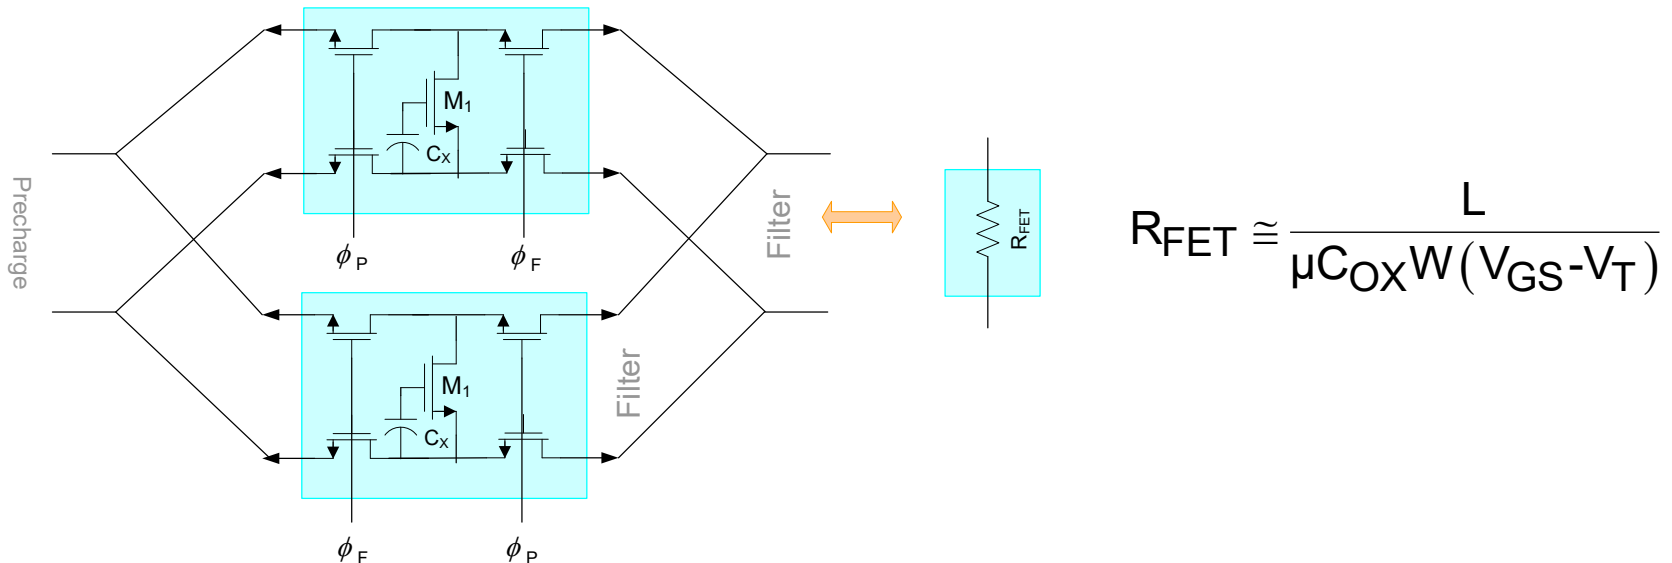 Precharge
M1
CX
ϕP
ϕF
M1
CX
ϕF
ϕP
Filter
Filter
RFET
RFET ≅ L / µCOXW(VGS-VT)